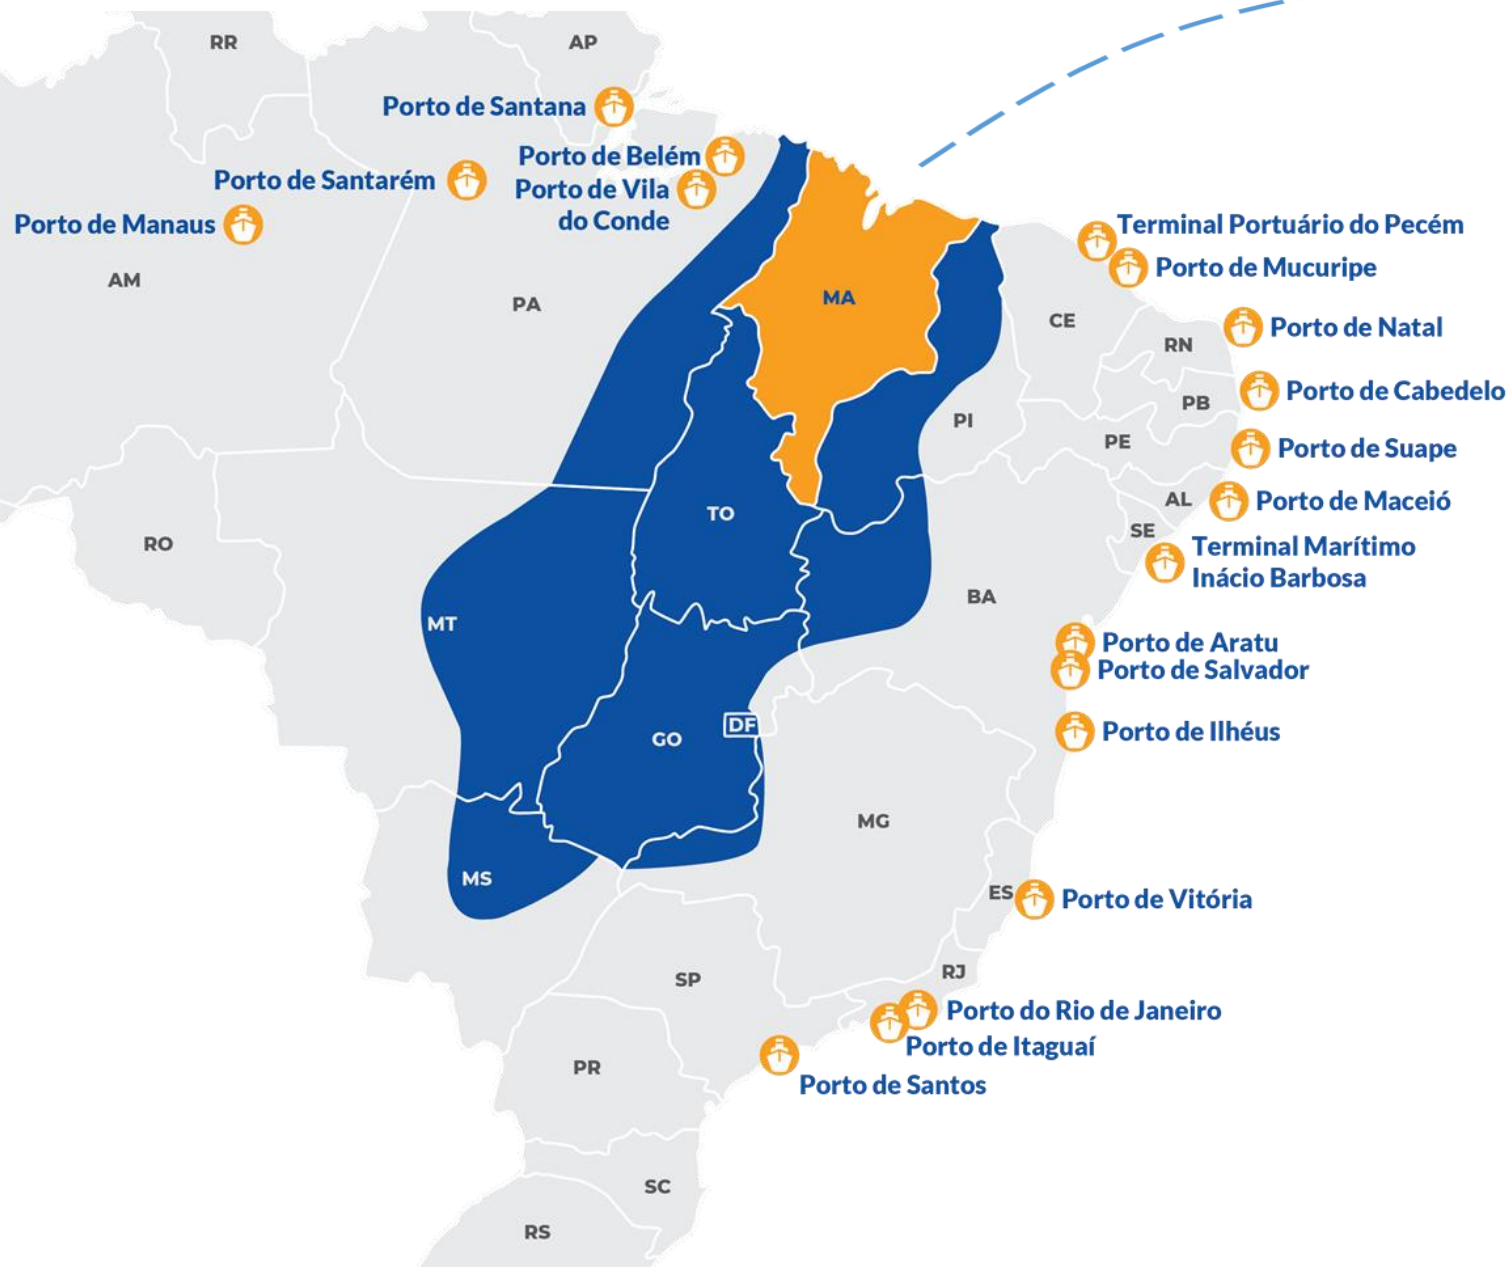 RR
AP
Porto de Santana
Porto de Belém
Porto de Santarém
Porto de Vila
do Conde
Porto de Manaus
Terminal Portuário do Pecém
Porto de Mucuripe
AM
PA
MA
CE
Porto de Natal
RN
Porto de Cabedelo
PB
PI
PE
Porto de Suape
AL
Porto de Maceió
TO
SE
RO
Terminal Marítimo
Inácio Barbosa
BA
MT
Porto de Aratu
Porto de Salvador
DF
GO
Porto de Ilhéus
MG
MS
ES
Porto de Vitória
SP
RJ
Porto do Rio de Janeiro
Porto de Itaguaí
PR
Porto de Santos
SC
RS